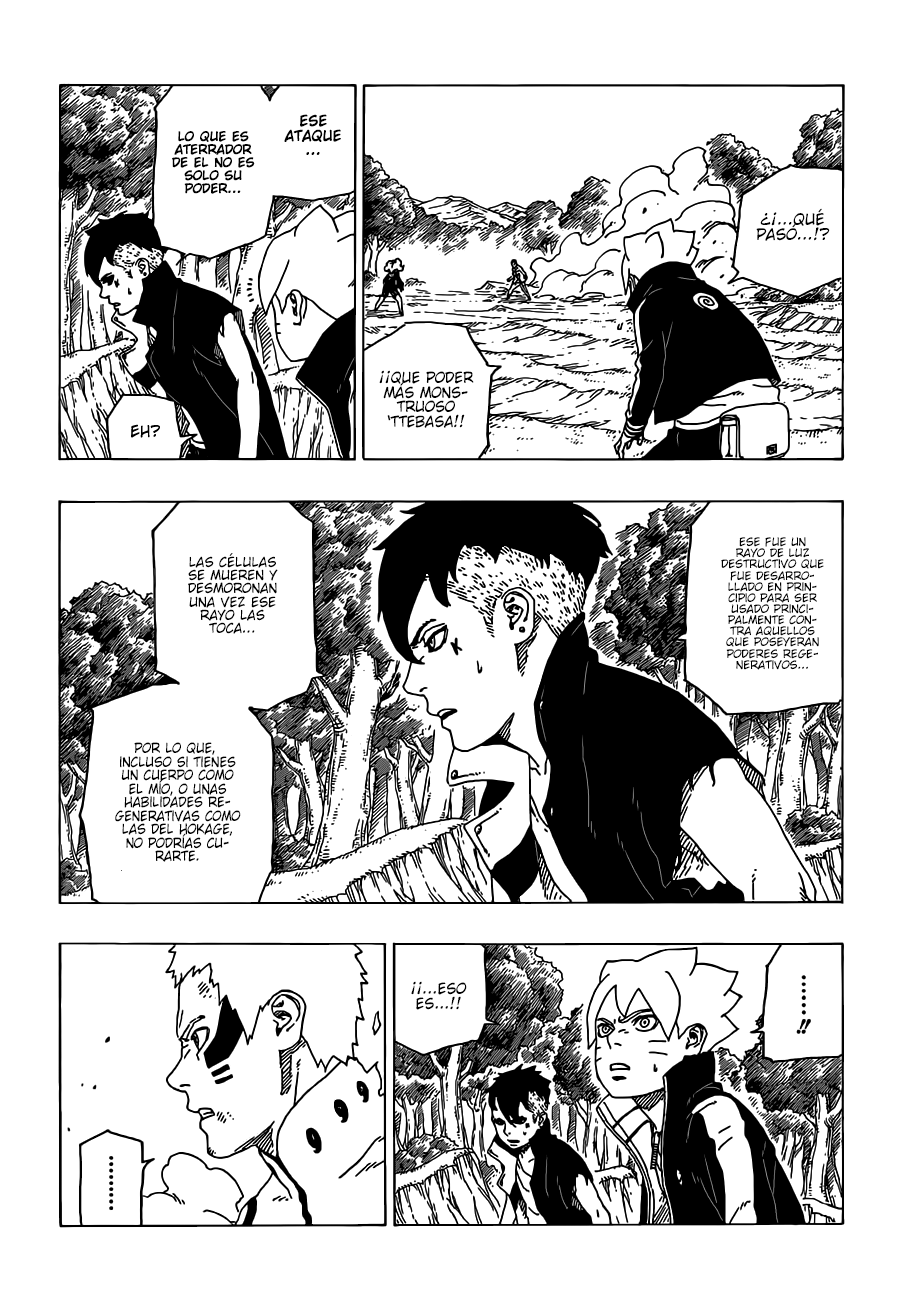 ¿¡...QUÉ
PASÓ...!?
¡¡QUE PODER
MÁS MONS-
TRUOSO
'TTEBASA!!
ESE
ATAQUE
...
LO QUE ES
ATERRADOR
DE EL NO ES
SOLO SU
PODER...
EH?
ESE FUE UN
RAYO DE LUZ
DESTRUCTIVO QUE
FUE DESARRO-
LLADO EN PRIN-
CIPIO PARA SER
USADO PRINCI-
PALMENTE CON-
TRA AQUELLOS
QUE POSEYERAN
PODERES REGE-
NERATIVOS...
LAS CÉLULAS
SE MUEREN Y
DESMORONAN
UNA VEZ ESE
RAYO LAS
TOCA...
POR LO QUE,
INCLUSO SI TIENES
UN CUERPO COMO
EL MÍO, O UNAS
HABILIDADES RE-
GENERATIVAS COMO
LAS DEL HOKAGE,
NO PODRÍAS CU-
RARTE.
......!!
¡¡...ESO
ES...!!
........